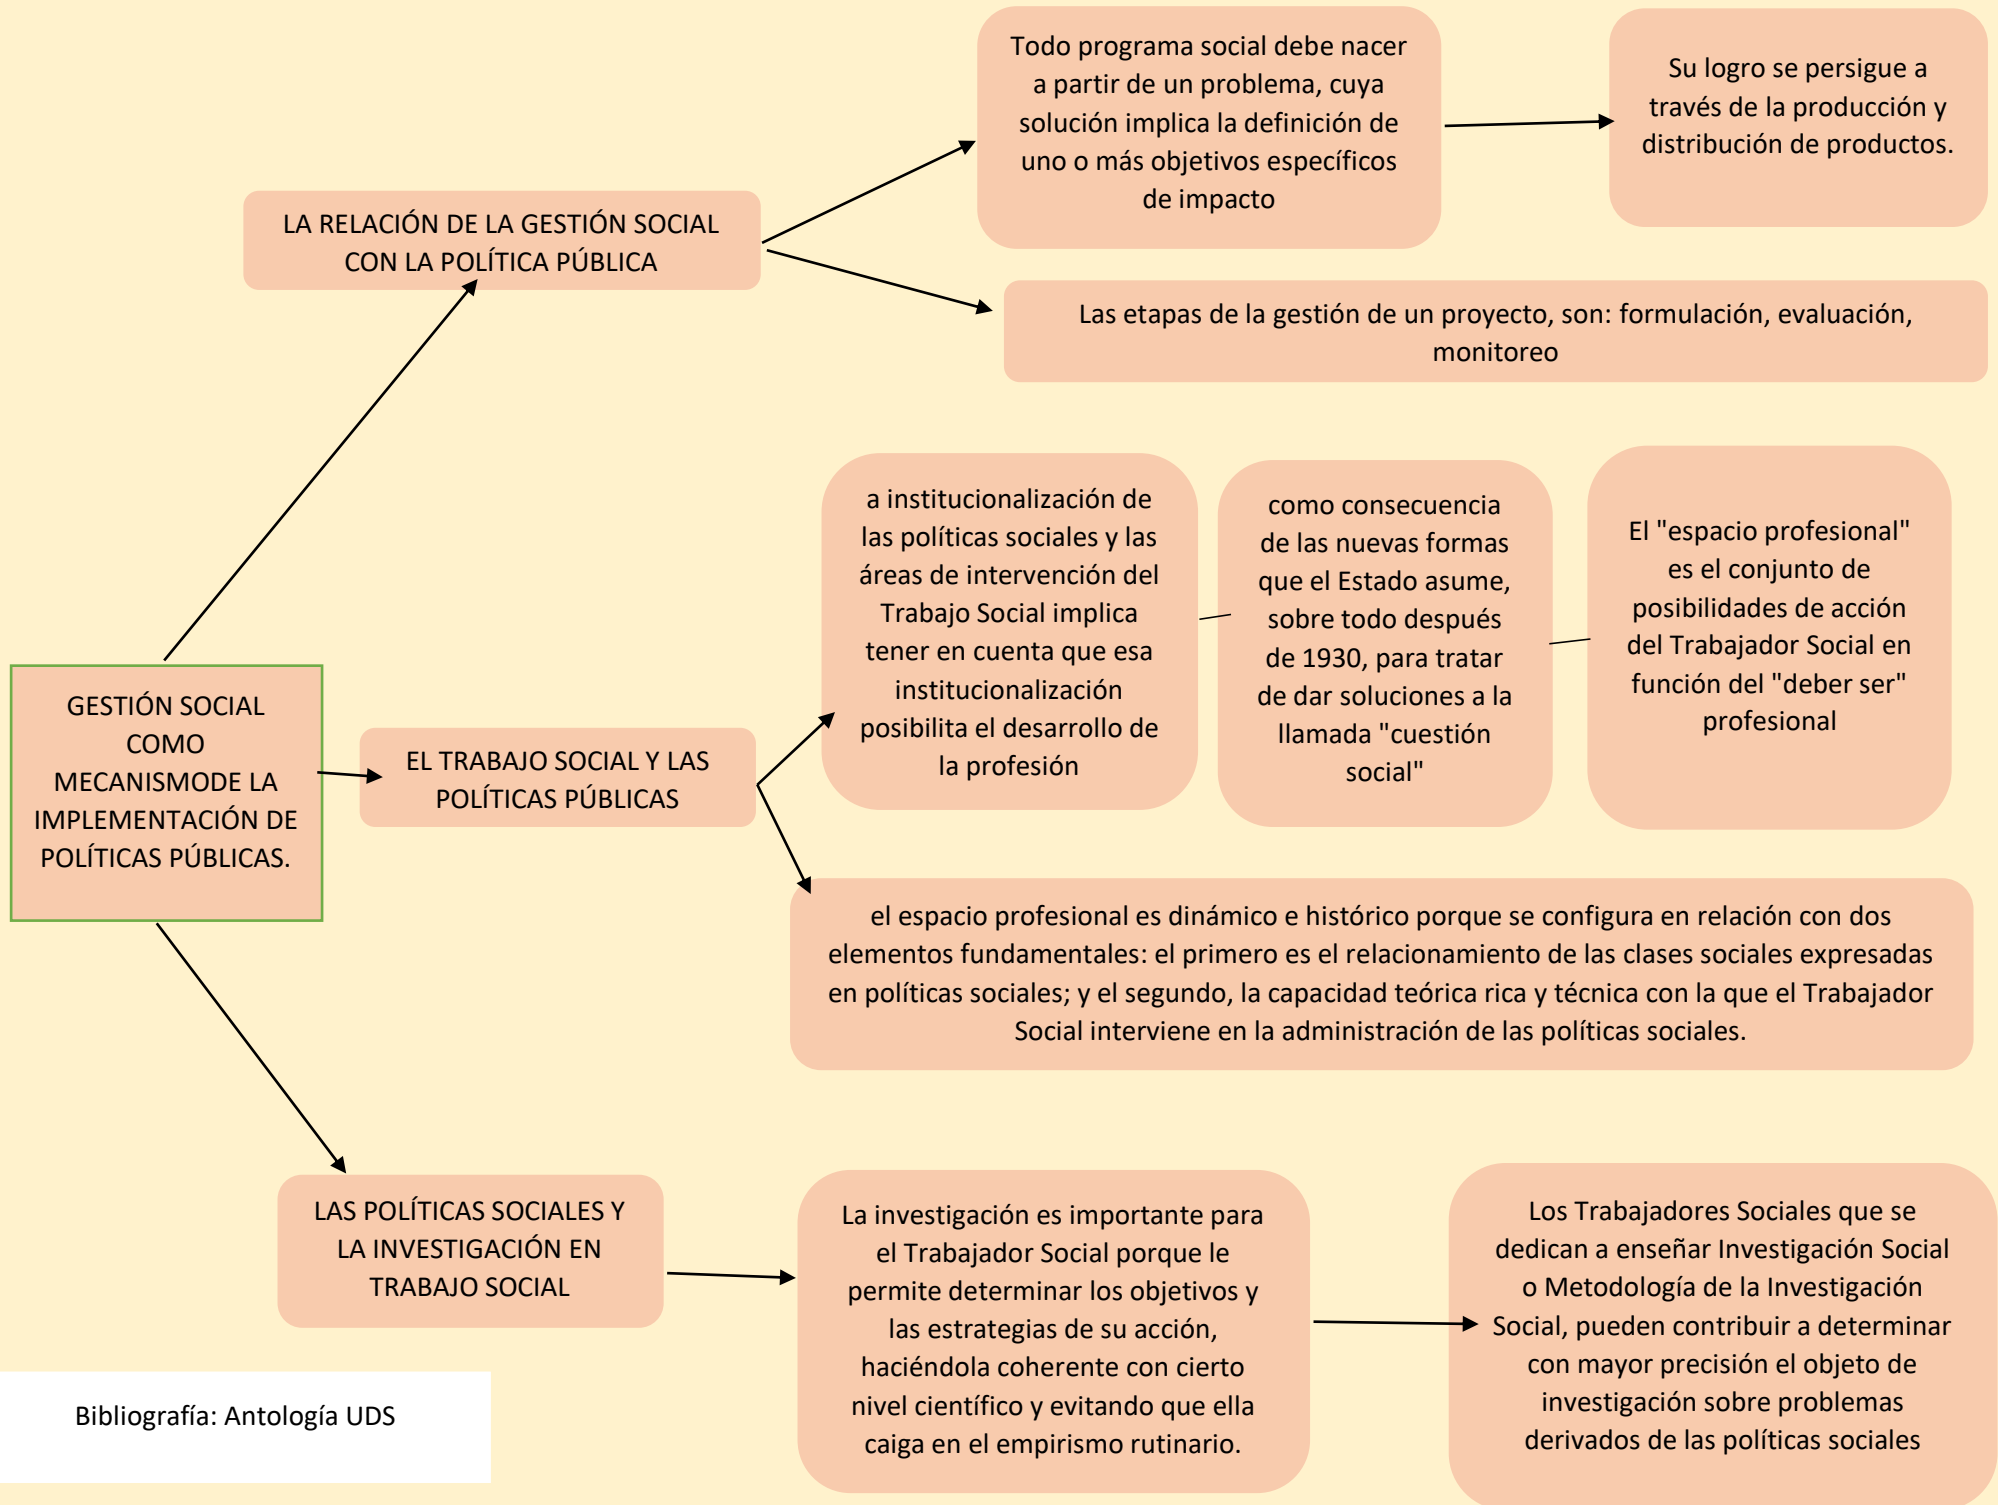 Todo programa social debe nacer
a partir de un problema, cuya
solución implica la definición de
uno o más objetivos específicos
de impacto
Su logro se persigue a
través de la producción y
distribución de productos.
LA RELACIÓN DE LA GESTIÓN SOCIAL
CON LA POLÍTICA PÚBLICA
Las etapas de la gestión de un proyecto, son: formulación, evaluación,
monitoreo
a institucionalización de
las políticas sociales y las
áreas de intervención del
Trabajo Social implica
tener en cuenta que esa
institucionalización
posibilita el desarrollo de
la profesión
como consecuencia
de las nuevas formas
que el Estado asume,
sobre todo después
de 1930, para tratar
de dar soluciones a la
llamada "cuestión
social"
El "espacio profesional"
es el conjunto de
posibilidades de acción
del Trabajador Social en
función del "deber ser"
profesional
GESTIÓN SOCIAL
COMO
MECANISMODE LA
IMPLEMENTACIÓN DE
POLÍTICAS PÚBLICAS.
EL TRABAJO SOCIAL Y LAS
POLÍTICAS PÚBLICAS
el espacio profesional es dinámico e histórico porque se configura en relación con dos
elementos fundamentales: el primero es el relacionamiento de las clases sociales expresadas
en políticas sociales; y el segundo, la capacidad teórica rica y técnica con la que el Trabajador
Social interviene en la administración de las políticas sociales.
LAS POLÍTICAS SOCIALES Y
LA INVESTIGACIÓN EN
TRABAJO SOCIAL
La investigación es importante para
el Trabajador Social porque le
permite determinar los objetivos y
las estrategias de su acción,
haciéndola coherente con cierto
nivel científico y evitando que ella
caiga en el empirismo rutinario.
Los Trabajadores Sociales que se
dedican a enseñar Investigación Social
o Metodología de la Investigación
Social, pueden contribuir a determinar
con mayor precisión el objeto de
investigación sobre problemas
derivados de las políticas sociales
Bibliografía: Antología UDS